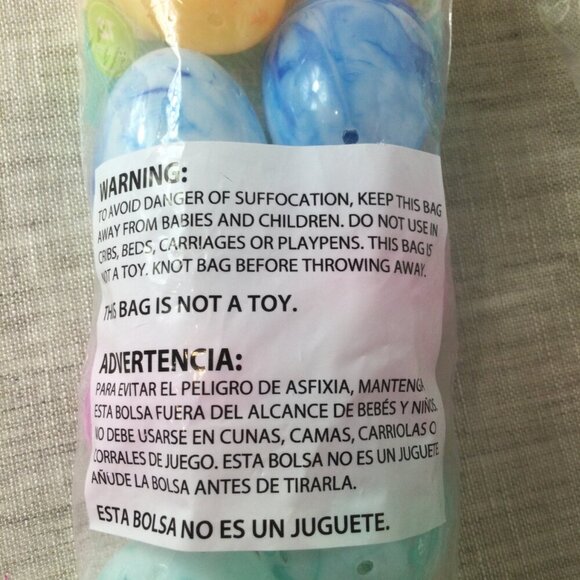 WARNING:
TO AVOID DANGER OF SUFFOCATION, KEEP THIS BAG
AWAY FROM BABIES AND CHILDREN. DO NOT USE IN
CRIBS, BEDS, CARRIAGES OR PLAYPENS. THIS BAG IS
NOT A TOY. KNOT BAG BEFORE THROWING AWAY.
THIS BAG IS NOT A TOY.
ADVERTENCIA:
PARA EVITAR EL PELIGRO DE ASFIXIA, MANTENGA
ESTA BOLSA FUERA DEL ALCANCE DE BEBÉS Y NIÑOS.
NO DEBE USARSE EN CUNAS, CAMAS, CARRIOLAS O
CORRALES DE JUEGO. ESTA BOLSA NO ES UN JUGUETE
AÑUDE LA BOLSA ANTES DE TIRARLA.
ESTA BOLSA NO ES UN JUGUETE.